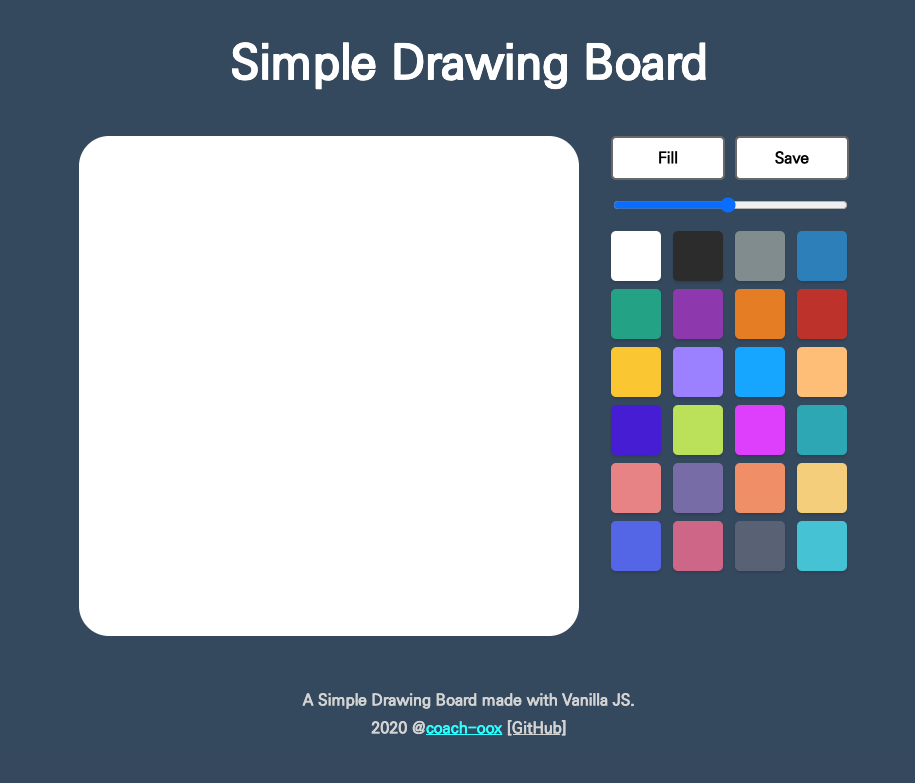 Simple Drawing Board
Fill
Save
A Simple Drawing Board made with Vanilla JS.
2020 @coach-oox [GitHub]